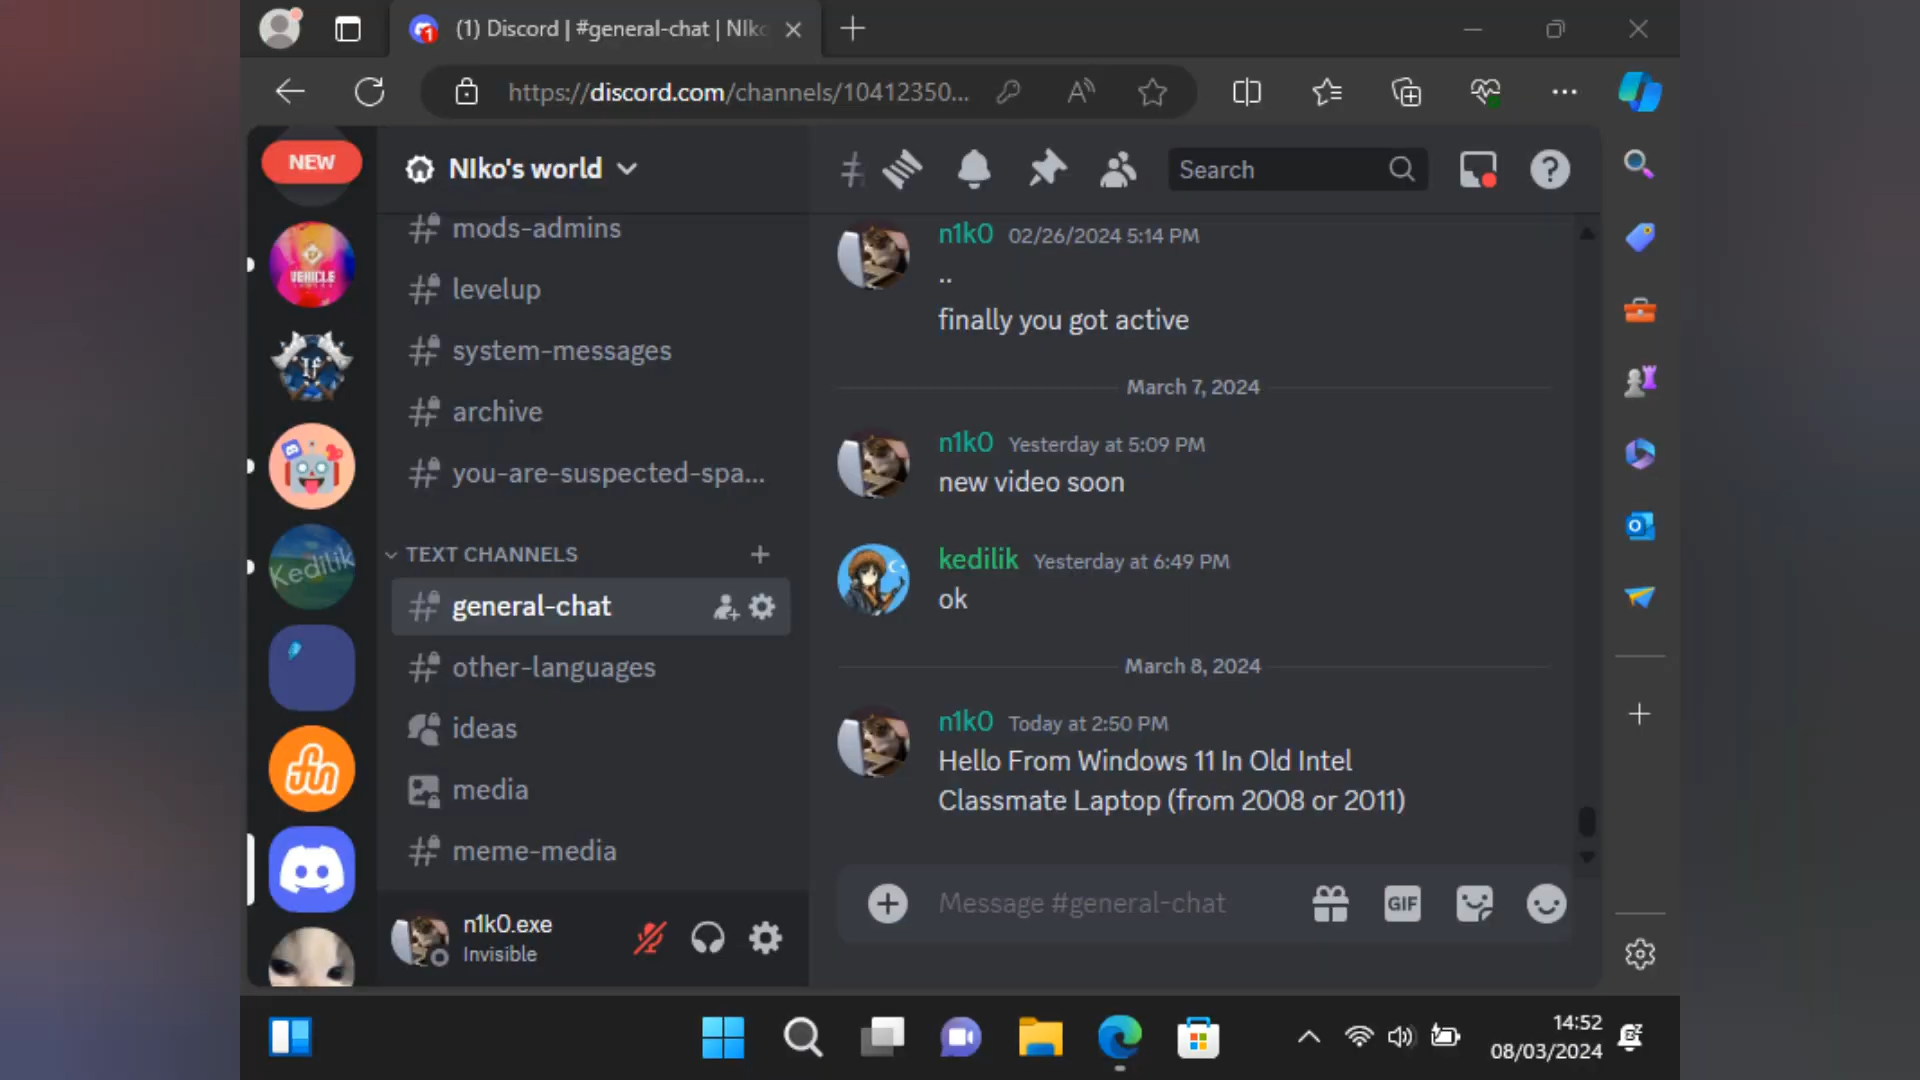 (1) Discord | #general-chat | NIko
https://discord.com/channels/10412350...
NEW
VEHICLE
Kedilik
NIko's world
mods-admins
levelup
system-messages
archive
you-are-suspected-spa...
TEXT CHANNELS
general-chat
other-languages
ideas
media
meme-media
n1k0.exe
Invisible
Search
n1k0 02/26/2024 5:14 PM
..
finally you got active
March 7, 2024
n1k0 Yesterday at 5:09 PM
new video soon
kedilik Yesterday at 6:49 PM
ok
March 8, 2024
n1k0 Today at 2:50 PM
Hello From Windows 11 In Old Intel
Classmate Laptop (from 2008 or 2011)
Message #general-chat
GIF
14:52
08/03/2024